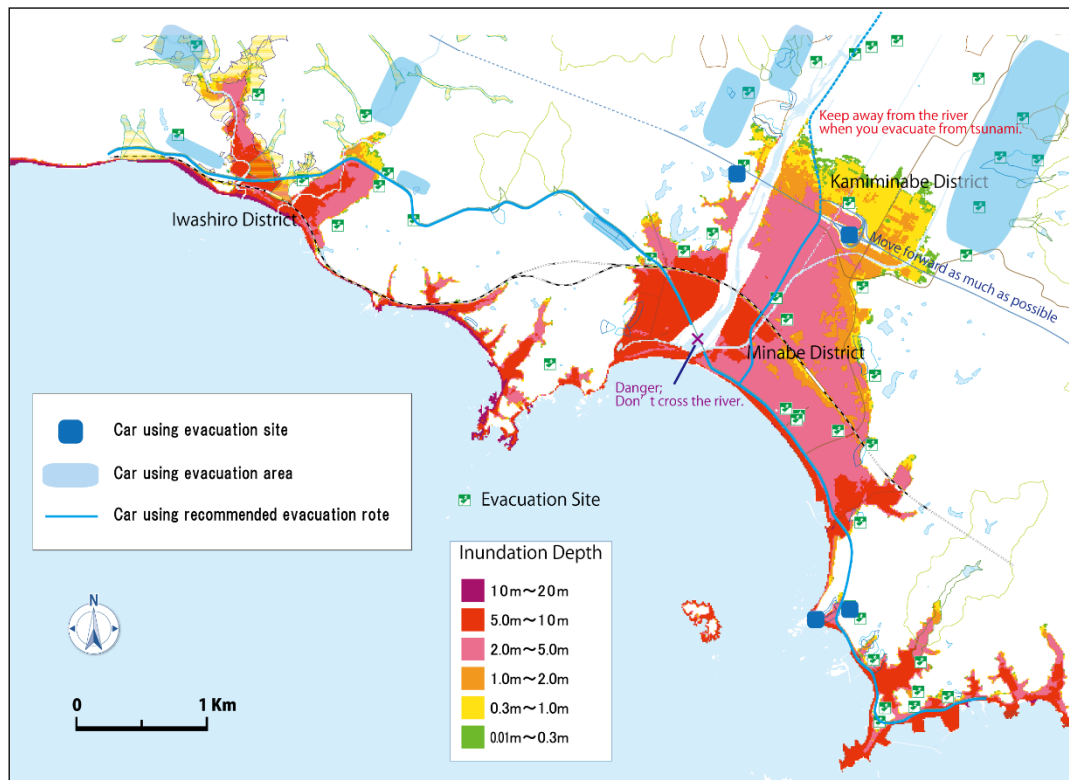 Keep away from the river
when you evacuate from tsunami.
Kamiminabe District
Iwashiro District
Move forward as much as possible
Minabe District
Danger;
Don’t cross the river.
Car using evacuation site
Car using evacuation area
Car using recommended evacuation rote
Evacuation Site
Inundation Depth
10m～20m
5.0m～10m
2.0m～5.0m
1.0m～2.0m
0.3m～1.0m
0.01m～0.3m
N
0 1 Km